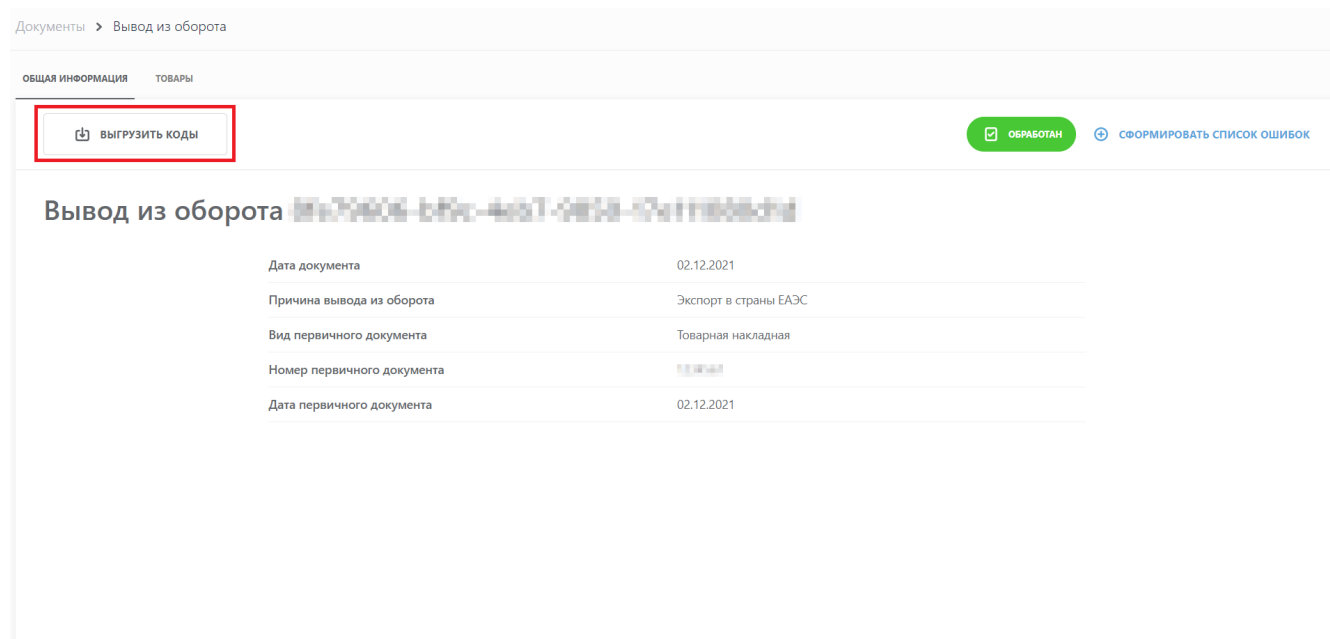 Документы > Вывод из оборота
ОБЩАЯ ИНФОРМАЦИЯ ТОВАРЫ
ВЫГРУЗИТЬ КОДЫ ОБРАБОТАН СФОРМИРОВАТЬ СПИСОК ОШИБОК
Вывод из оборота
Дата документа 02.12.2021
Причина вывода из оборота Экспорт в страны ЕАЭС
Вид первичного документа Товарная накладная
Номер первичного документа
Дата первичного документа 02.12.2021